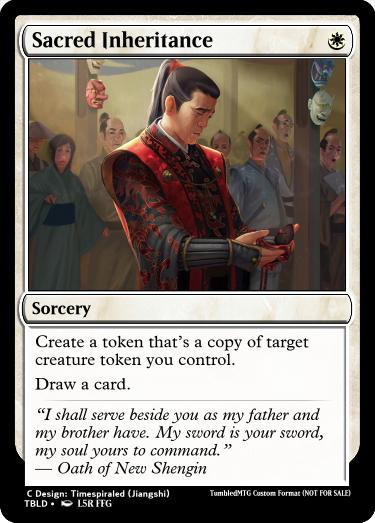 Sacred Inheritance
Sorcery
Create a token that's a copy of target
creature token you control.
Draw a card.
"I shall serve beside you as my father and
my brother have. My sword is your sword,
my soul yours to command."
— Oath of New Shengin
C Design: Timespiraled (Jiangshi)
TumbledMTG Custom Format (NOT FOR SALE)
TBLD • L5R FFG